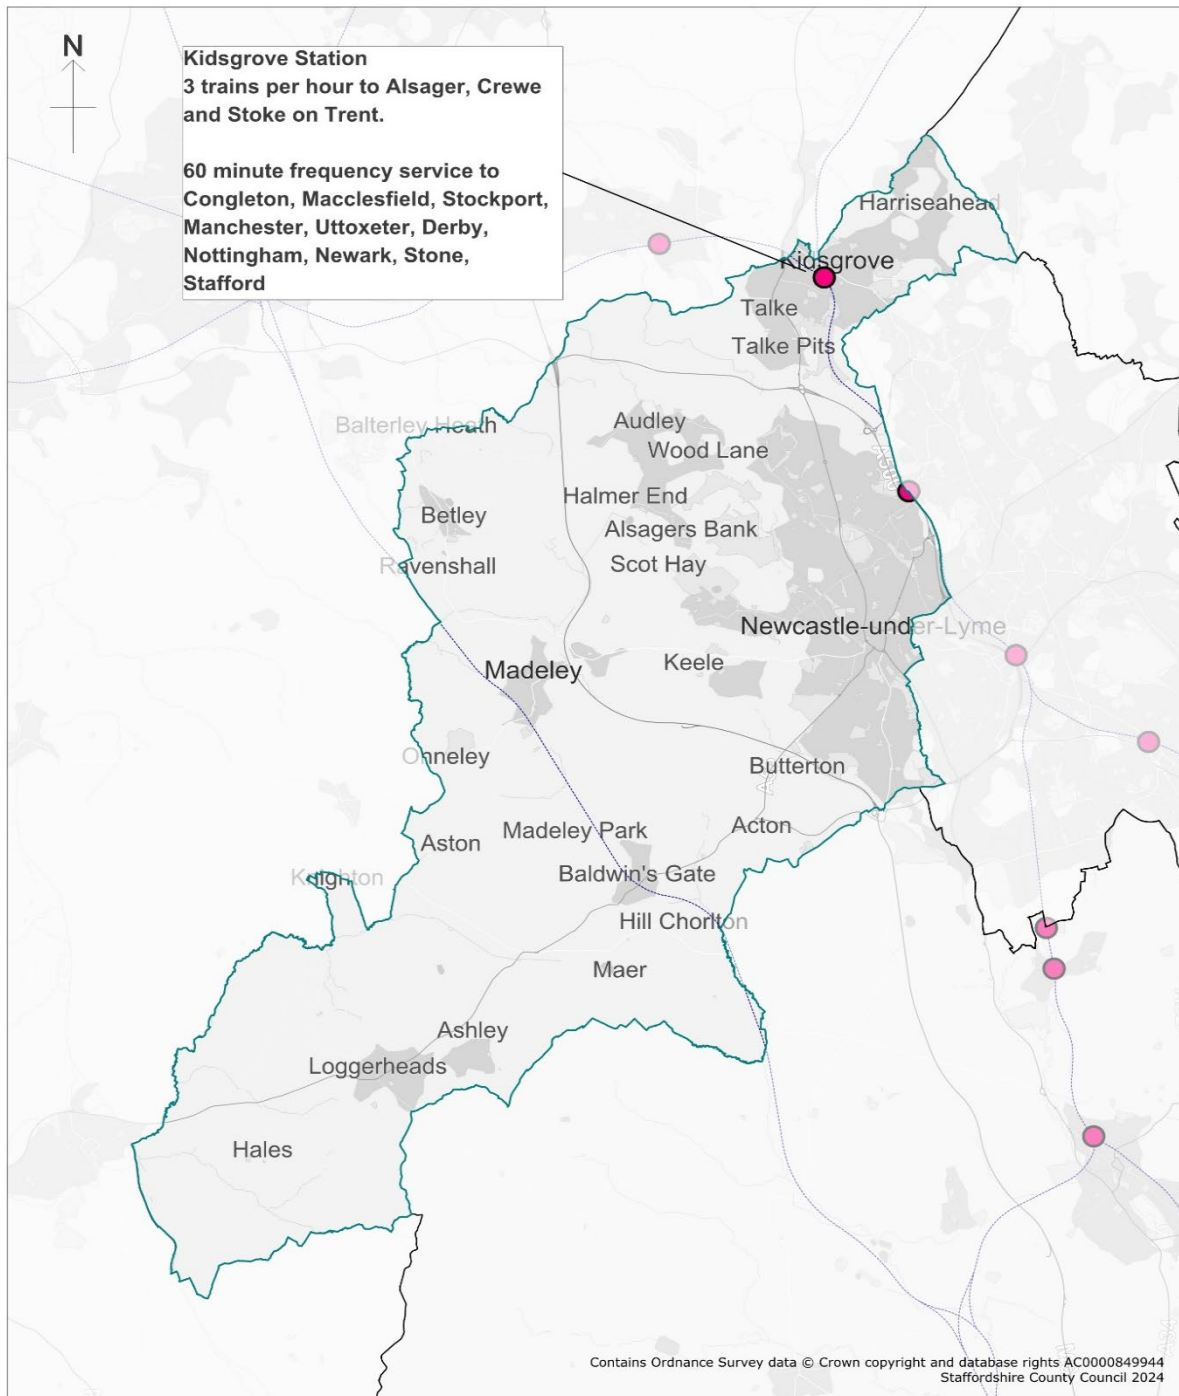 N
Kidsgrove Station
3 trains per hour to Alsager, Crewe
and Stoke on Trent.
60 minute frequency service to
Congleton, Macclesfield, Stockport,
Manchester, Uttoxeter, Derby,
Nottingham, Newark, Stone,
Stafford
Harriseahead
Kidsgrove
Talke
Talke Pits
Balterley Heath
Audley
Wood Lane
A500
Halmer End
Betley
Alsagers Bank
Ravenshall
Scot Hay
Newcastle-under-Lyme
Madeley
Keele
Onneley
Butterton
Madeley Park
Acton
Aston
Baldwin's Gate
Knighton
Hill Chorlton
Maer
Ashley
Loggerheads
Hales
A34
Contains Ordnance Survey data © Crown copyright and database rights AC0000849944
Staffordshire County Council 2024